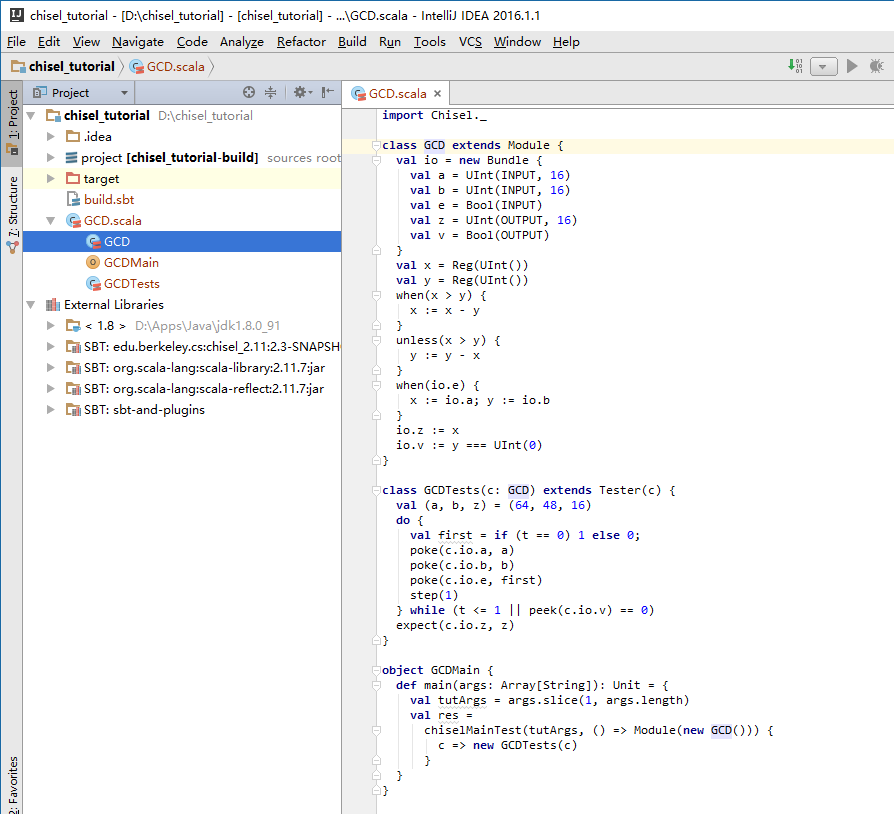 chisel_tutorial - [D:\chisel_tutorial] - [chisel_tutorial] - ...\GCD.scala - IntelliJ IDEA 2016.1.1
File Edit View Navigate Code Analyze Refactor Build Run Tools VCS Window Help
chisel_tutorial GCD.scala
1: Project
7: Structure
2: Favorites
Project
chisel_tutorial D:\chisel_tutorial
.idea
project [chisel_tutorial-build] sources root
target
build.sbt
GCD.scala
GCD
GCDMain
GCDTests
External Libraries
< 1.8 > D:\Apps\Java\jdk1.8.0_91
SBT: edu.berkeley.cs:chisel_2.11:2.3-SNAPSH
SBT: org.scala-lang:scala-library:2.11.7:jar
SBT: org.scala-lang:scala-reflect:2.11.7:jar
SBT: sbt-and-plugins
GCD.scala
import Chisel._
class GCD extends Module {
val io = new Bundle {
val a = UInt(INPUT, 16)
val b = UInt(INPUT, 16)
val e = Bool(INPUT)
val z = UInt(OUTPUT, 16)
val v = Bool(OUTPUT)
}
val x = Reg(UInt())
val y = Reg(UInt())
when(x > y) {
x := x - y
}
unless(x > y) {
y := y - x
}
when(io.e) {
x := io.a; y := io.b
}
io.z := x
io.v := y === UInt(0)
}
class GCDTests(c: GCD) extends Tester(c) {
val (a, b, z) = (64, 48, 16)
do {
val first = if (t == 0) 1 else 0;
poke(c.io.a, a)
poke(c.io.b, b)
poke(c.io.e, first)
step(1)
} while (t <= 1 || peek(c.io.v) == 0)
expect(c.io.z, z)
}
object GCDMain {
def main(args: Array[String]): Unit = {
val tutArgs = args.slice(1, args.length)
val res =
chiselMainTest(tutArgs, () => Module(new GCD())) {
c => new GCDTests(c)
}
}
}